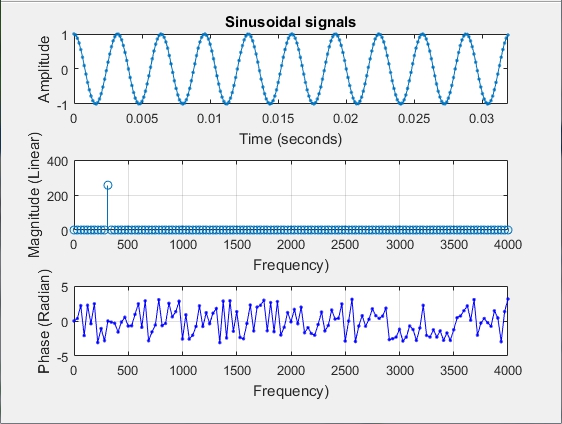 Sinusoidal signals
Amplitude
1
0
-1
0 0.005 0.01 0.015 0.02 0.025 0.03
Time (seconds)
Magnitude (Linear)
400
200
0
0 500 1000 1500 2000 2500 3000 3500 4000
Frequency)
Phase (Radian)
5
0
-5
0 500 1000 1500 2000 2500 3000 3500 4000
Frequency)